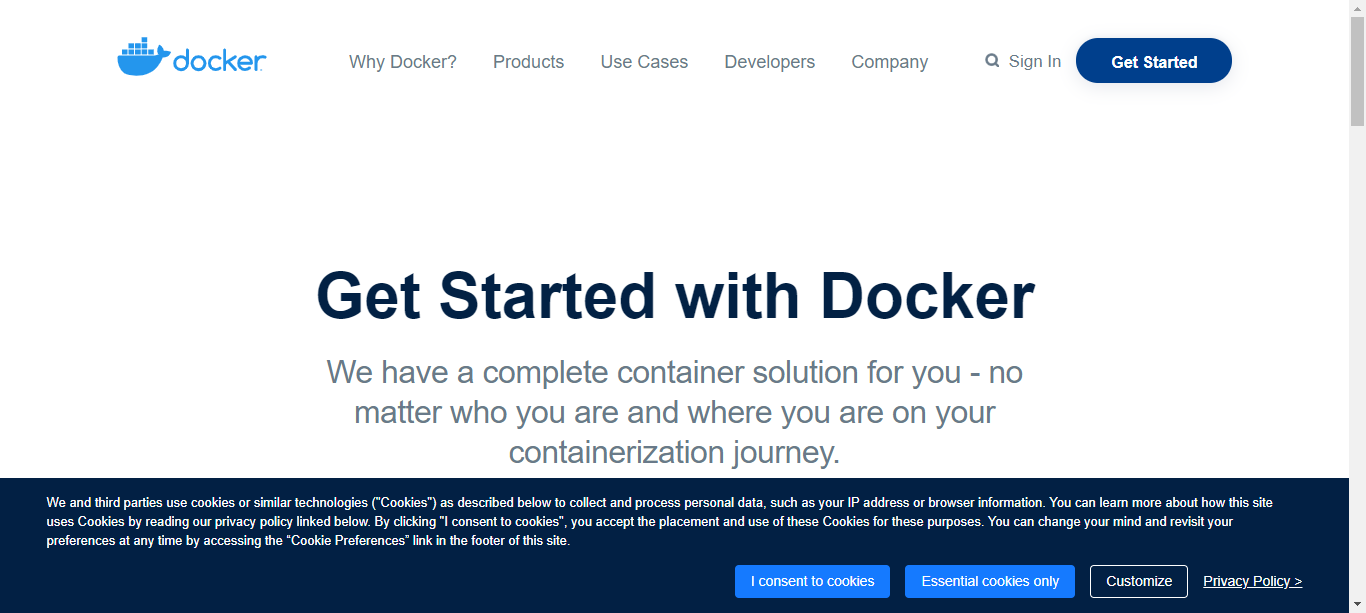 docker
Why Docker?
Products
Use Cases
Developers
Company
Sign In
Get Started
Get Started with Docker
We have a complete container solution for you - no
matter who you are and where you are on your
containerization journey.
We and third parties use cookies or similar technologies ("Cookies") as described below to collect and process personal data, such as your IP address or browser information. You can learn more about how this site
uses Cookies by reading our privacy policy linked below. By clicking "I consent to cookies", you accept the placement and use of these Cookies for these purposes. You can change your mind and revisit your
preferences at any time by accessing the “Cookie Preferences” link in the footer of this site.
I consent to cookies
Essential cookies only
Customize
Privacy Policy >